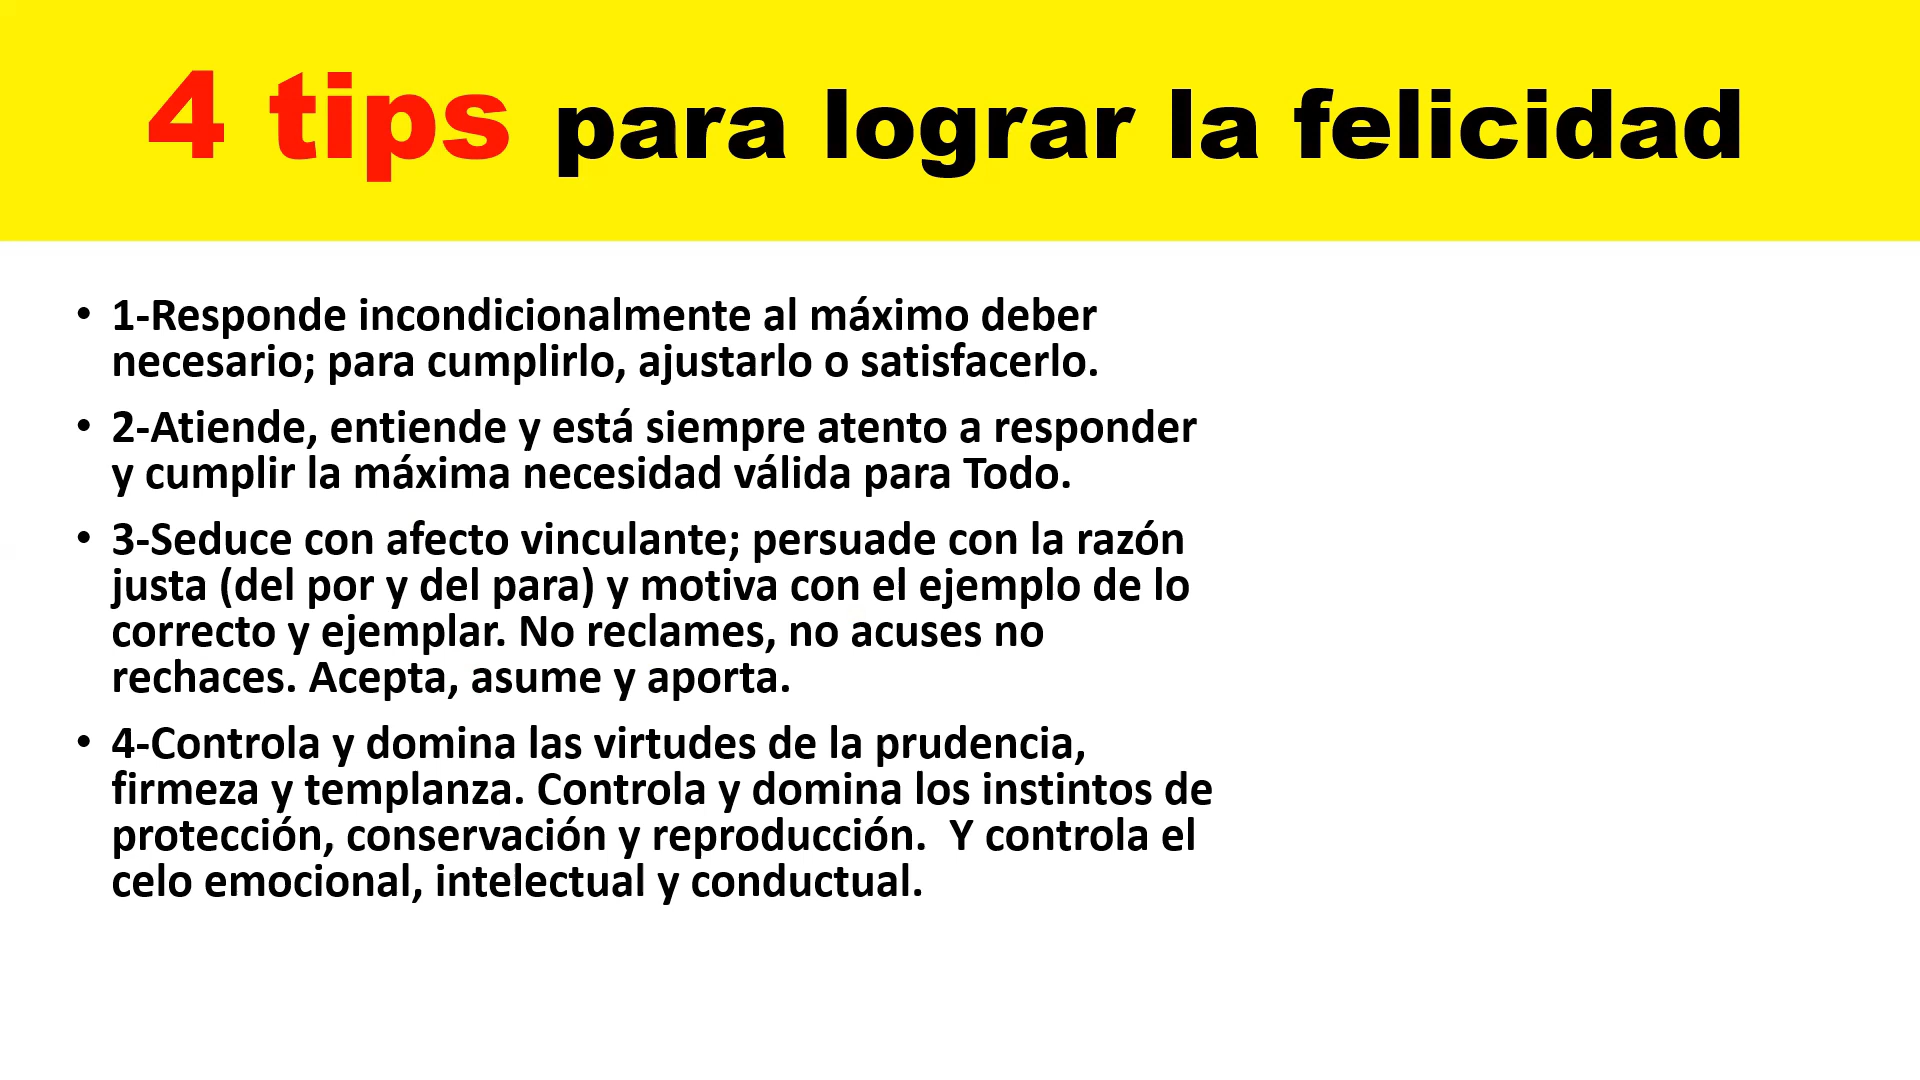 4 tips para lograr la felicidad
• 1-Responde incondicionalmente al máximo deber
necesario; para cumplirlo, ajustarlo o satisfacerlo.
• 2-Atiende, entiende y está siempre atento a responder
y cumplir la máxima necesidad válida para Todo.
• 3-Seduce con afecto vinculante; persuade con la razón
justa (del por y del para) y motiva con el ejemplo de lo
correcto y ejemplar. No reclames, no acuses no
rechaces. Acepta, asume y aporta.
• 4-Controla y domina las virtudes de la prudencia,
firmeza y templanza. Controla y domina los instintos de
protección, conservación y reproducción.  Y controla el
celo emocional, intelectual y conductual.